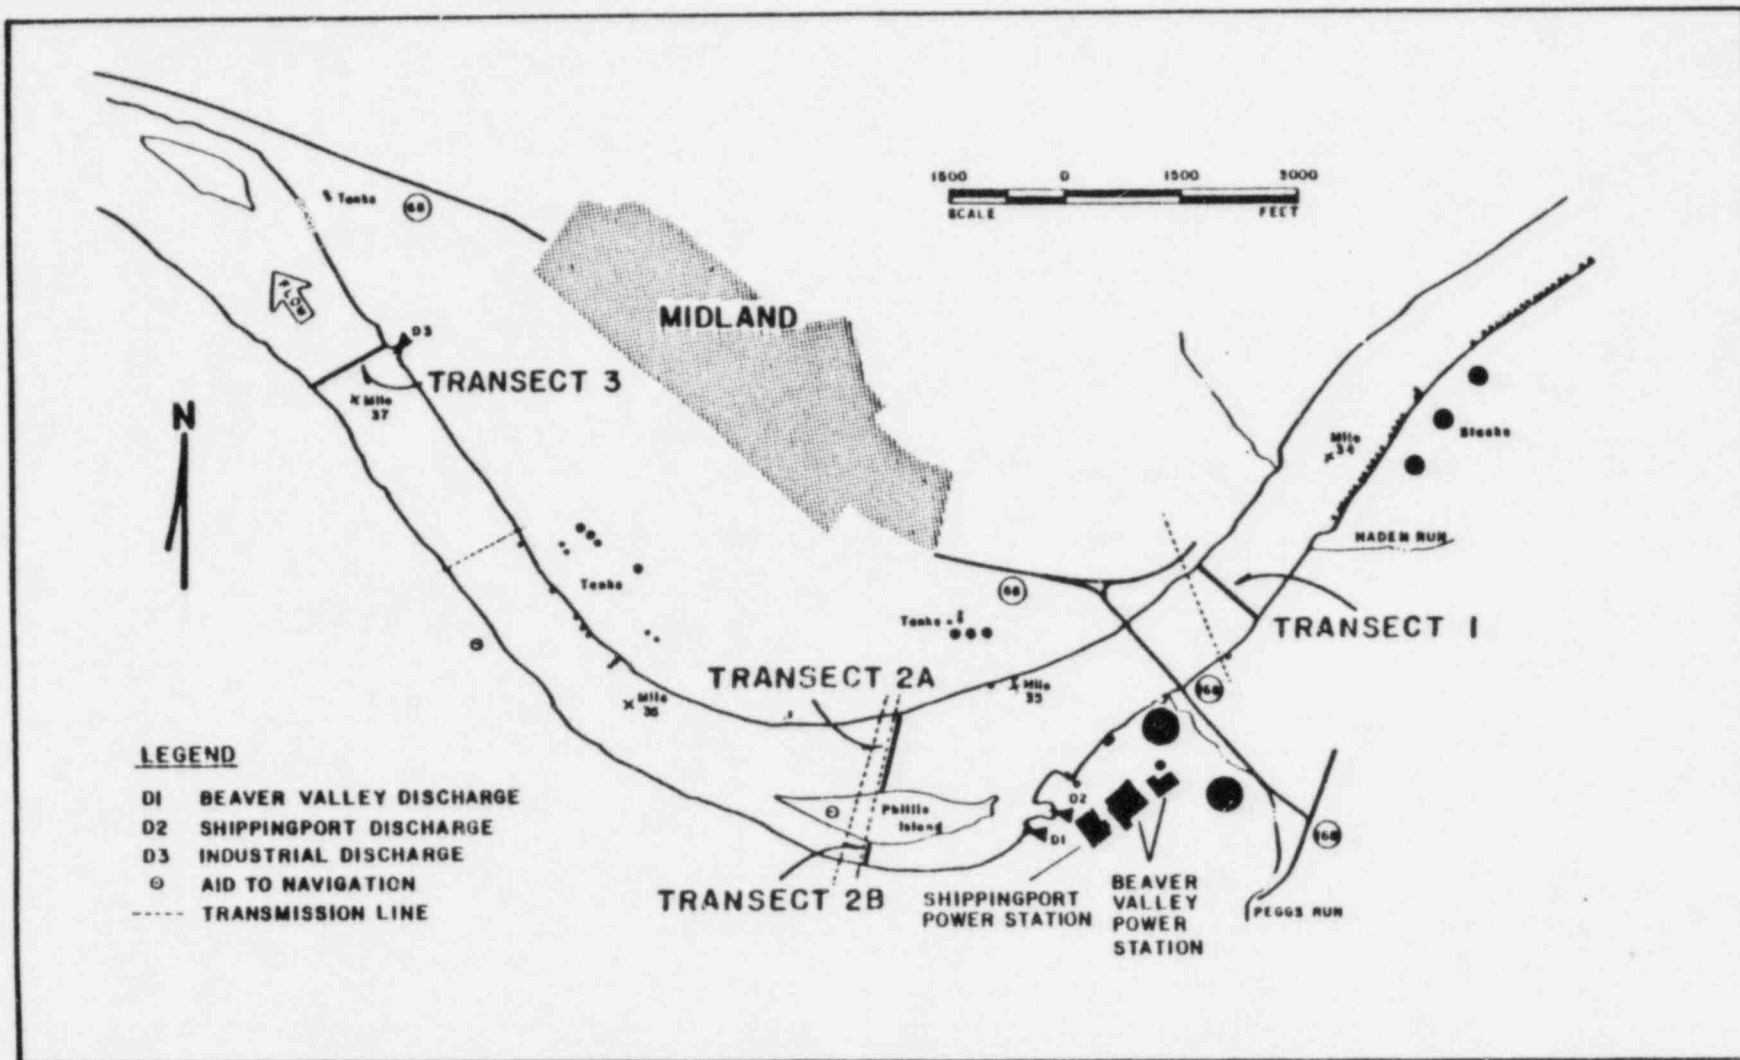 1500 0 1500 3000
SCALE FEET
Tanks
68
MIDLAND
FLOW
D3
TRANSECT 3
Mile
37
N
Mile
34
Stacks
HADEN RUN
Tanks
68
Tanks
TRANSECT 1
TRANSECT 2A
Mile
35
168
Mile
36
LEGEND
D1 BEAVER VALLEY DISCHARGE
D2 SHIPPINGPORT DISCHARGE
D3 INDUSTRIAL DISCHARGE
AID TO NAVIGATION
TRANSMISSION LINE
Phillis
Island
D2
D1
168
TRANSECT 2B
SHIPPINGPORT
POWER STATION
BEAVER
VALLEY
POWER
STATION
PEGGS RUN